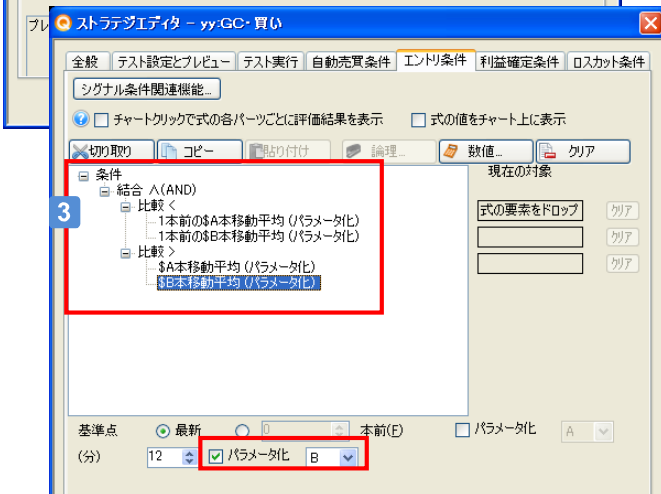 プレ
ストラテジエディタ - yy:GC・買い
全般 テスト設定とプレビュー テスト実行 自動売買条件 エントリ条件 利益確定条件 ロスカット条件
シグナル条件関連機能...
チャートクリックで式の各パーツごとに評価結果を表示 式の値をチャート上に表示
切り取り コピー 貼り付け 論理... 数値... クリア
条件
結合 ∧(AND)
比較 <
1本前の$A本移動平均 (パラメータ化)
1本前の$B本移動平均 (パラメータ化)
比較 >
$A本移動平均 (パラメータ化)
$B本移動平均 (パラメータ化)
3
現在の対象
式の要素をドロップ クリア
クリア
クリア
基準点 最新 0 本前(F) パラメータ化 A
(分) 12 パラメータ化 B